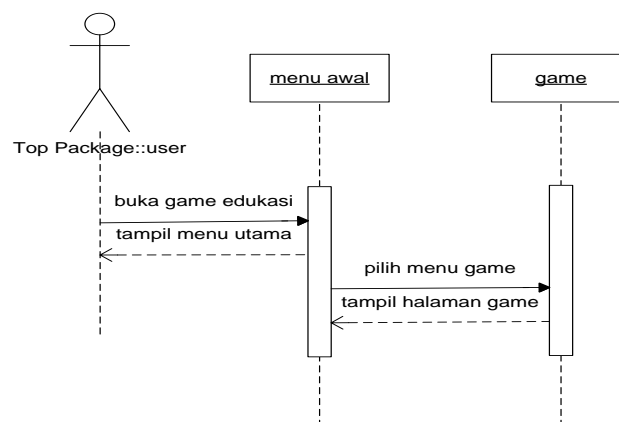 menu awal
game
Top Package::user
buka game edukasi
tampil menu utama
pilih menu game
tampil halaman game